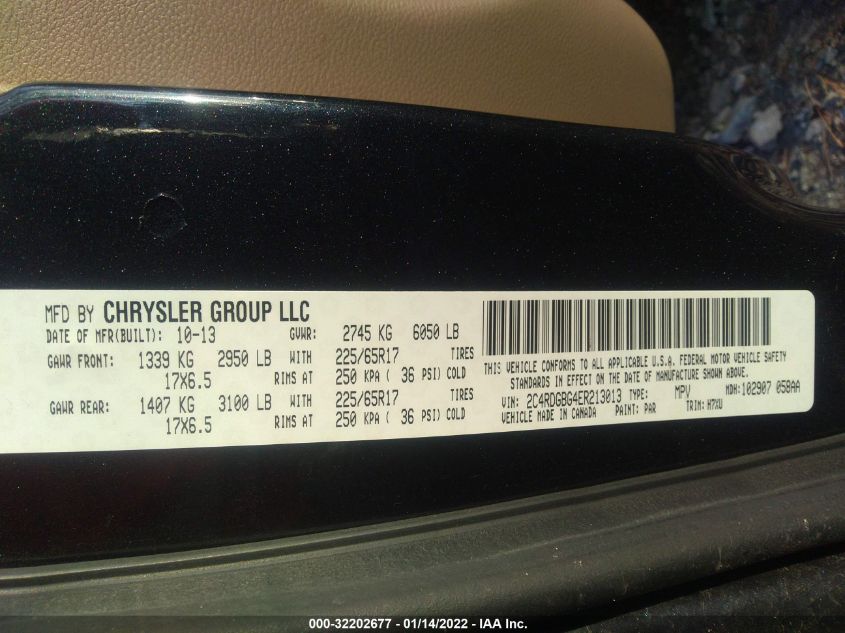 MFD BY CHRYSLER GROUP LLC
DATE OF MFR(BUILT): 10-13 GVWR: 2745 KG 6050 LB
GAWR FRONT: 1339 KG 2950 LB WITH 225/65R17 TIRES
17X6.5 RIMS AT 250 KPA ( 36 PSI) COLD
GAWR REAR: 1407 KG 3100 LB WITH 225/65R17 TIRES
17X6.5 RIMS AT 250 KPA ( 36 PSI) COLD
THIS VEHICLE CONFORMS TO ALL APPLICABLE U.S.A. FEDERAL MOTOR VEHICLE SAFETY
STANDARDS IN EFFECT ON THE DATE OF MANUFACTURE SHOWN ABOVE.
VIN: 2C4RDGBG4ER213013 TYPE: MPV MDH: 102907 058AA
VEHICLE MADE IN CANADA PAINT: PAR TRIM: H7XU
000-32202677 - 01/14/2022 - IAA Inc.